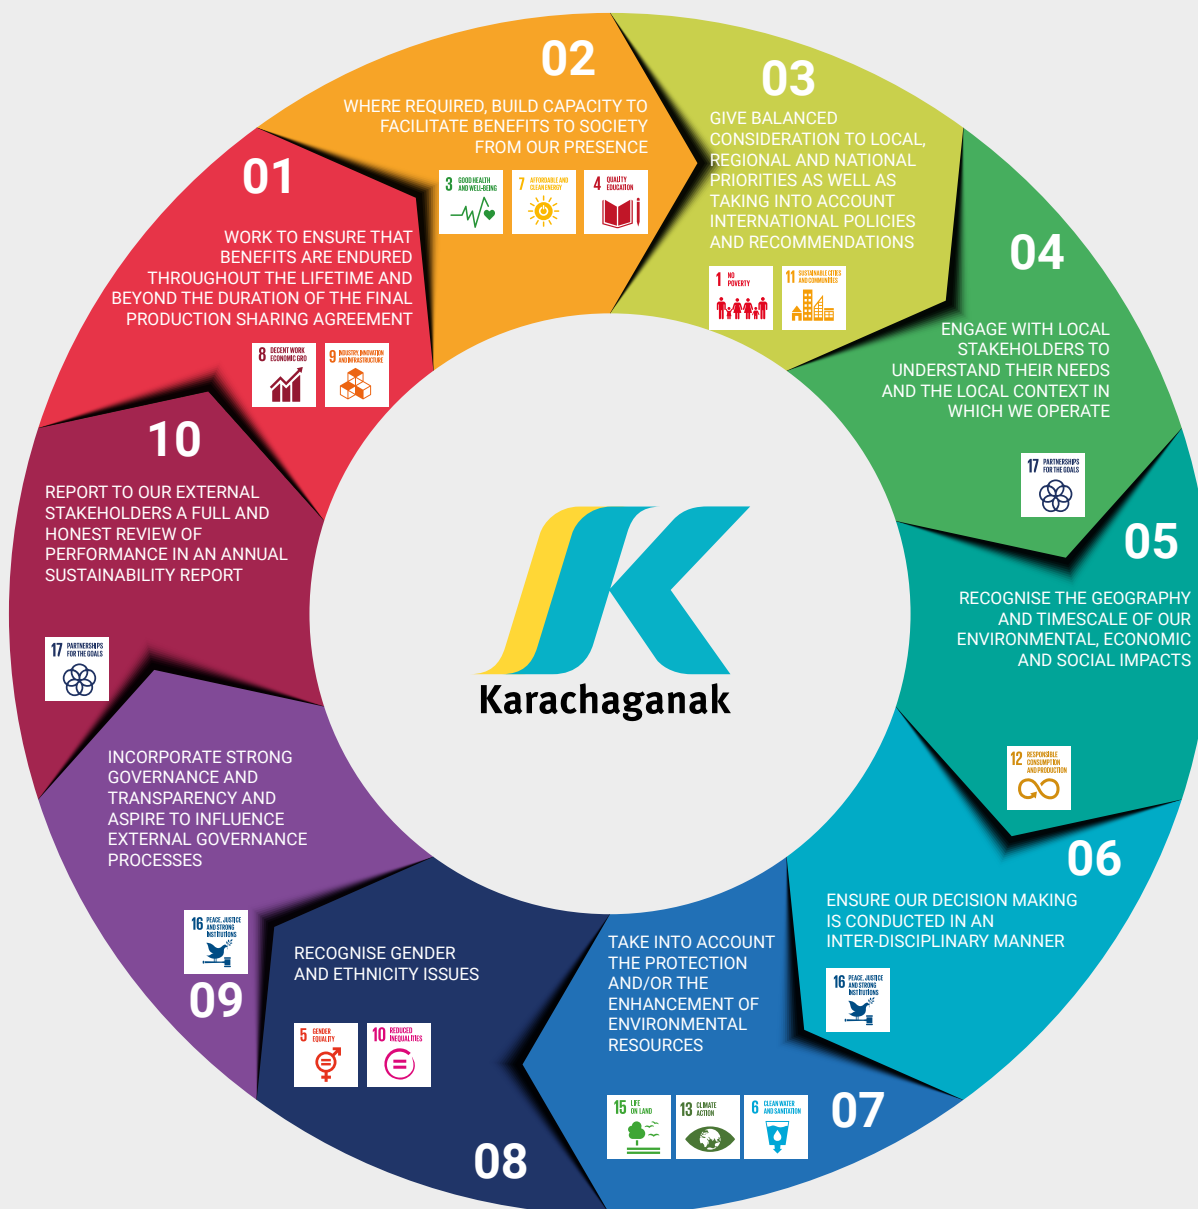 01
WORK TO ENSURE THAT
BENEFITS ARE ENDURED
THROUGHOUT THE LIFETIME AND
BEYOND THE DURATION OF THE FINAL
PRODUCTION SHARING AGREEMENT
8 DECENT WORK
ECONOMIC GRO
9 INDUSTRY, INNOVATION
AND INFRASTRUCTURE
02
WHERE REQUIRED, BUILD CAPACITY TO
FACILITATE BENEFITS TO SOCIETY
FROM OUR PRESENCE
3 GOOD HEALTH
AND WELL-BEING
7 AFFORDABLE AND
CLEAN ENERGY
4 QUALITY
EDUCATION
03
GIVE BALANCED
CONSIDERATION TO LOCAL,
REGIONAL AND NATIONAL
PRIORITIES AS WELL AS
TAKING INTO ACCOUNT
INTERNATIONAL POLICIES
AND RECOMMENDATIONS
1 NO
POVERTY
11 SUSTAINABLE CITIES
AND COMMUNITIES
04
ENGAGE WITH LOCAL
STAKEHOLDERS TO
UNDERSTAND THEIR NEEDS
AND THE LOCAL CONTEXT IN
WHICH WE OPERATE
17 PARTNERSHIPS
FOR THE GOALS
05
RECOGNISE THE GEOGRAPHY
AND TIMESCALE OF OUR
ENVIRONMENTAL, ECONOMIC
AND SOCIAL IMPACTS
12 RESPONSIBLE
CONSUMPTION
AND PRODUCTION
06
ENSURE OUR DECISION MAKING
IS CONDUCTED IN AN
INTER-DISCIPLINARY MANNER
16 PEACE, JUSTICE
AND STRONG
INSTITUTIONS
TAKE INTO ACCOUNT
THE PROTECTION
AND/OR THE
ENHANCEMENT OF
ENVIRONMENTAL
RESOURCES
15 LIFE
ON LAND
13 CLIMATE
ACTION
6 CLEAN WATER
AND SANITATION
07
RECOGNISE GENDER
AND ETHNICITY ISSUES
5 GENDER
EQUALITY
10 REDUCED
INEQUALITIES
08
INCORPORATE STRONG
GOVERNANCE AND
TRANSPARENCY AND
ASPIRE TO INFLUENCE
EXTERNAL GOVERNANCE
PROCESSES
16 PEACE, JUSTICE
AND STRONG
INSTITUTIONS
09
10
REPORT TO OUR EXTERNAL
STAKEHOLDERS A FULL AND
HONEST REVIEW OF
PERFORMANCE IN AN ANNUAL
SUSTAINABILITY REPORT
17 PARTNERSHIPS
FOR THE GOALS
Karachaganak